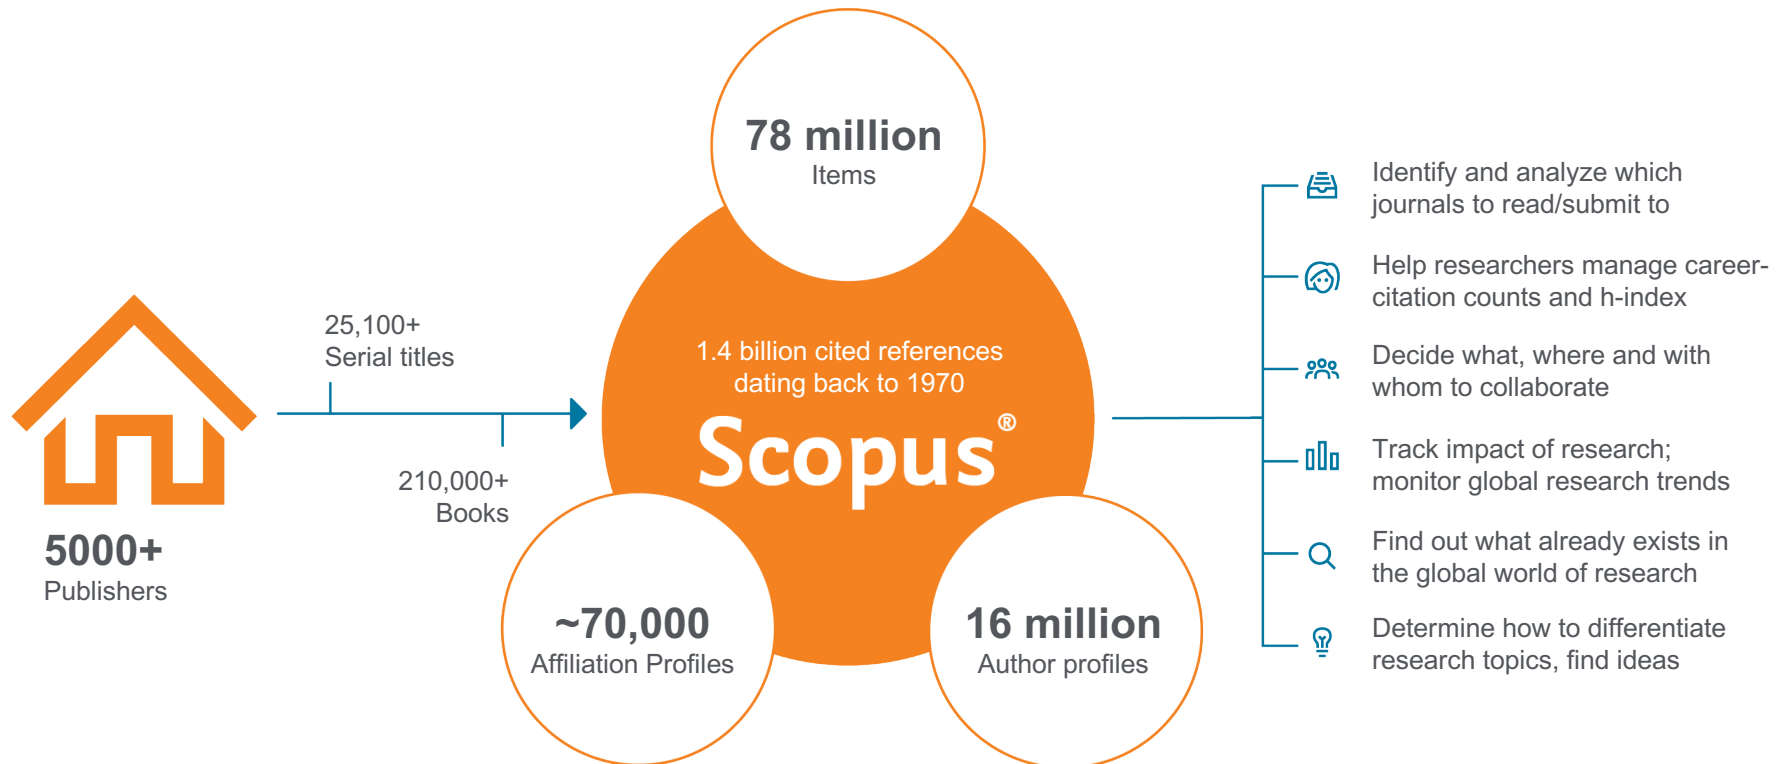 78 million
Items
25,100+
Serial titles
210,000+
Books
5000+
Publishers
1.4 billion cited references
dating back to 1970
Scopus®
~70,000
Affiliation Profiles
16 million
Author profiles
Identify and analyze which
journals to read/submit to
Help researchers manage career-
citation counts and h-index
Decide what, where and with
whom to collaborate
Track impact of research;
monitor global research trends
Find out what already exists in
the global world of research
Determine how to differentiate
research topics, find ideas